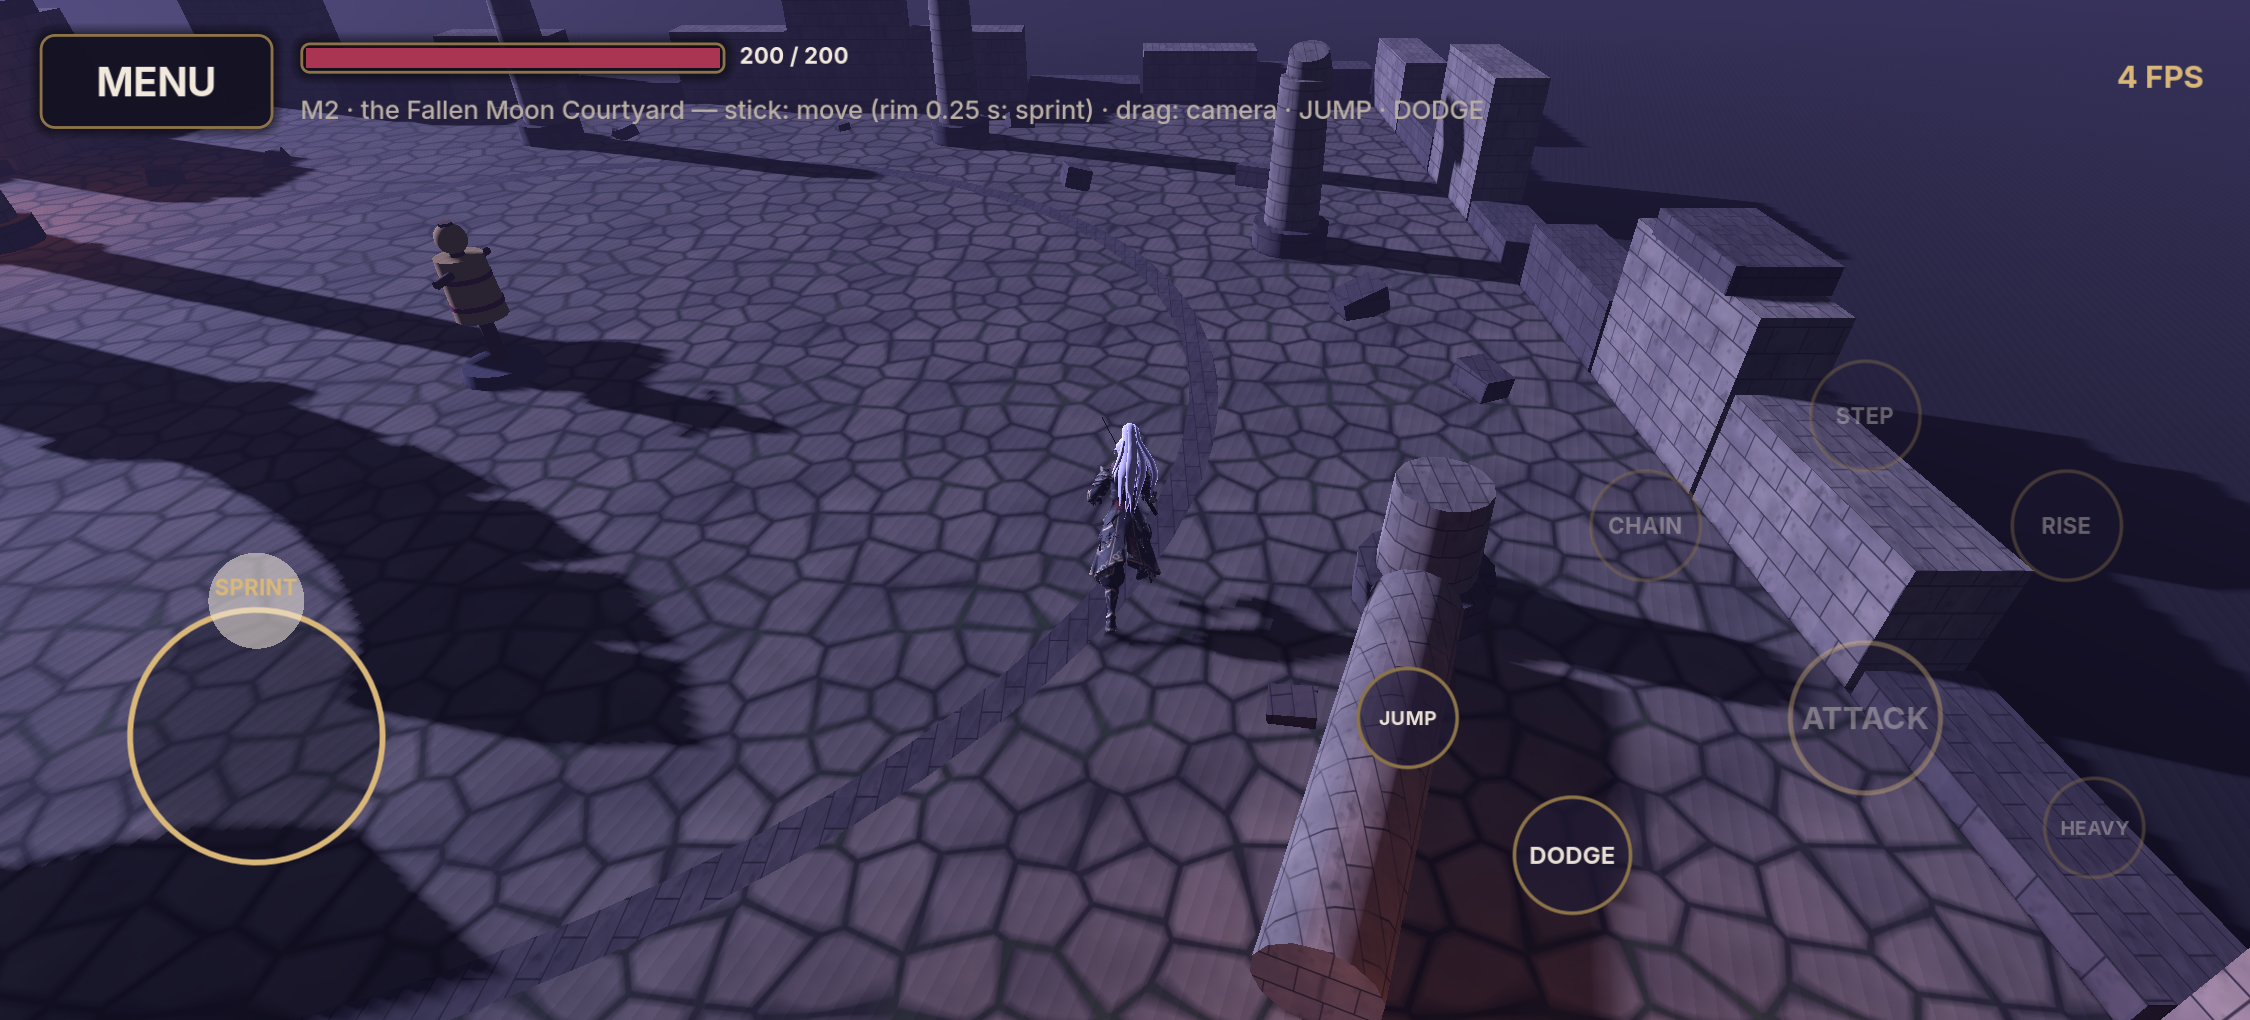 MENU
200 / 200
4 FPS
M2 · the Fallen Moon Courtyard — stick: move (rim 0.25 s: sprint) · drag: camera · JUMP · DODGE
STEP
CHAIN
RISE
SPRINT
JUMP
ATTACK
HEAVY
DODGE